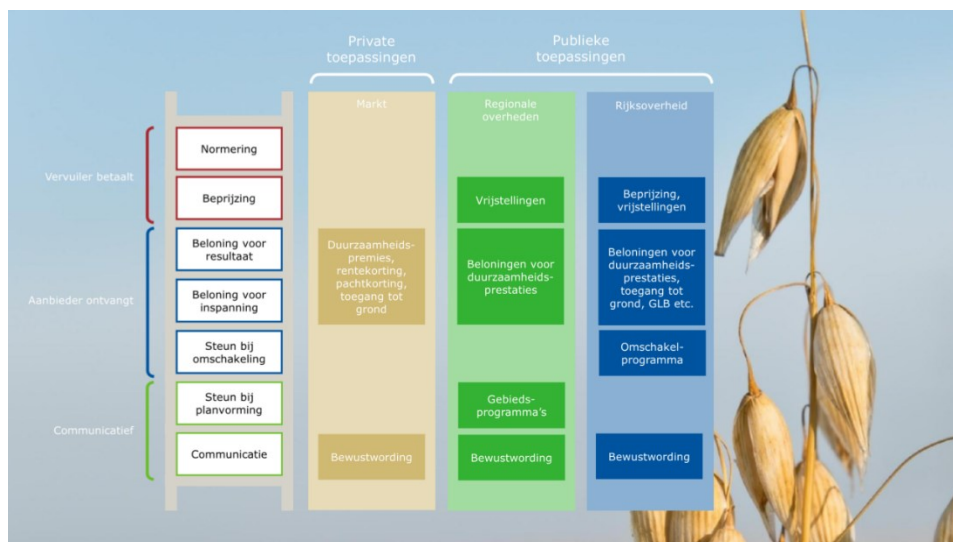 Private
toepassingen
Publieke
toepassingen
Markt
Regionale
overheden
Rijksoverheid
Vervuiler betaalt
Normering
Beprijzing
Vrijstellingen
Beprijzing,
vrijstellingen
Aanbieder ontvangt
Beloning voor
resultaat
Beloning voor
inspanning
Steun bij
omschakeling
Duurzaamheids-
premies,
rentekorting,
pachtkorting,
toegang tot
grond
Beloningen voor
duurzaamheids-
prestaties
Beloningen voor
duurzaamheids-
prestaties,
toegang tot
grond, GLB etc.
Omschakel-
programma
Communicatief
Steun bij
planvorming
Communicatie
Gebieds-
programma's
Bewustwording
Bewustwording
Bewustwording